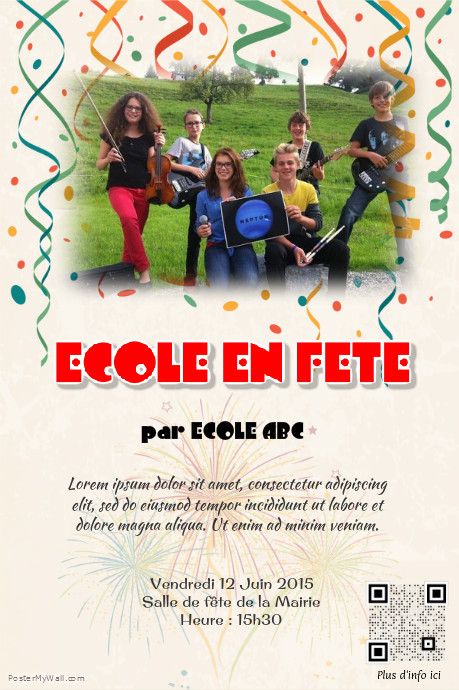 NEPTUN
ECOLE EN FETE
par ECOLE ABC
Lorem ipsum dolor sit amet, consectetur adipiscing
elit, sed do eiusmod tempor incididunt ut labore et
dolore magna aliqua. Ut enim ad minim veniam.
Vendredi 12 Juin 2015
Salle de fête de la Mairie
Heure : 15h30
PosterMyWall.com
Plus d'info ici